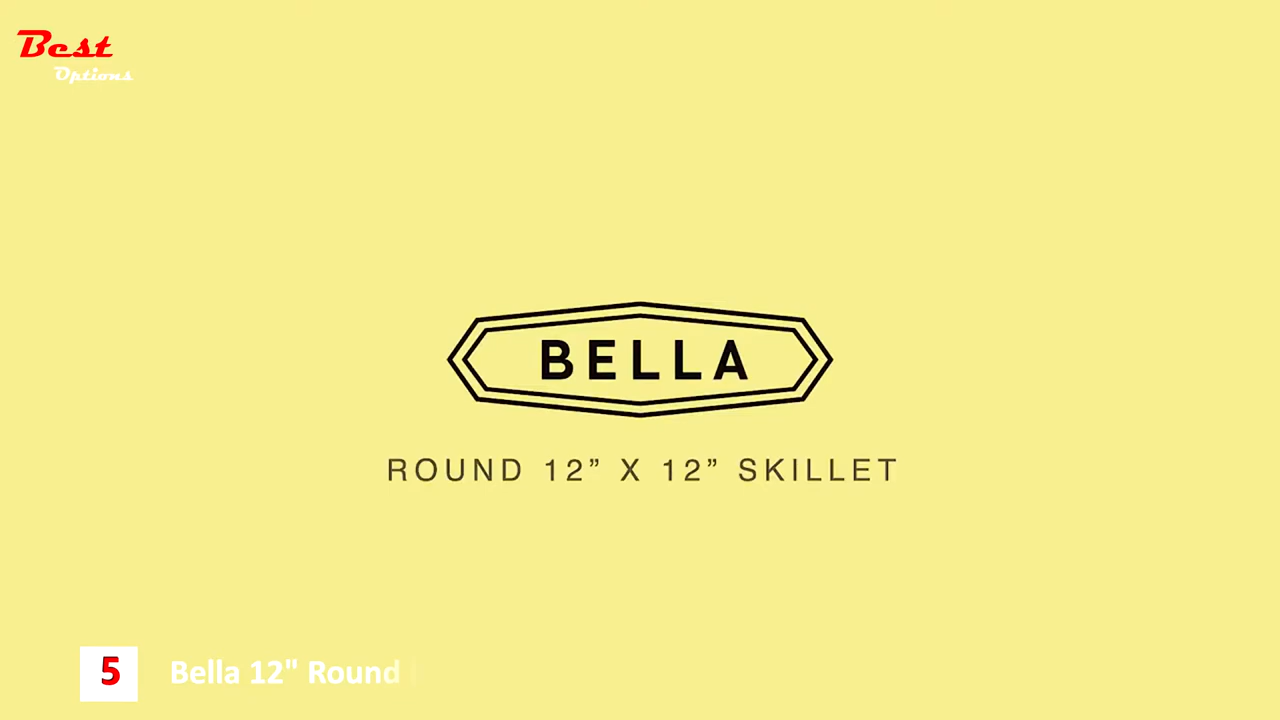 Best
Options
BELLA
ROUND 12” X 12” SKILLET
5
Bella 12" Round